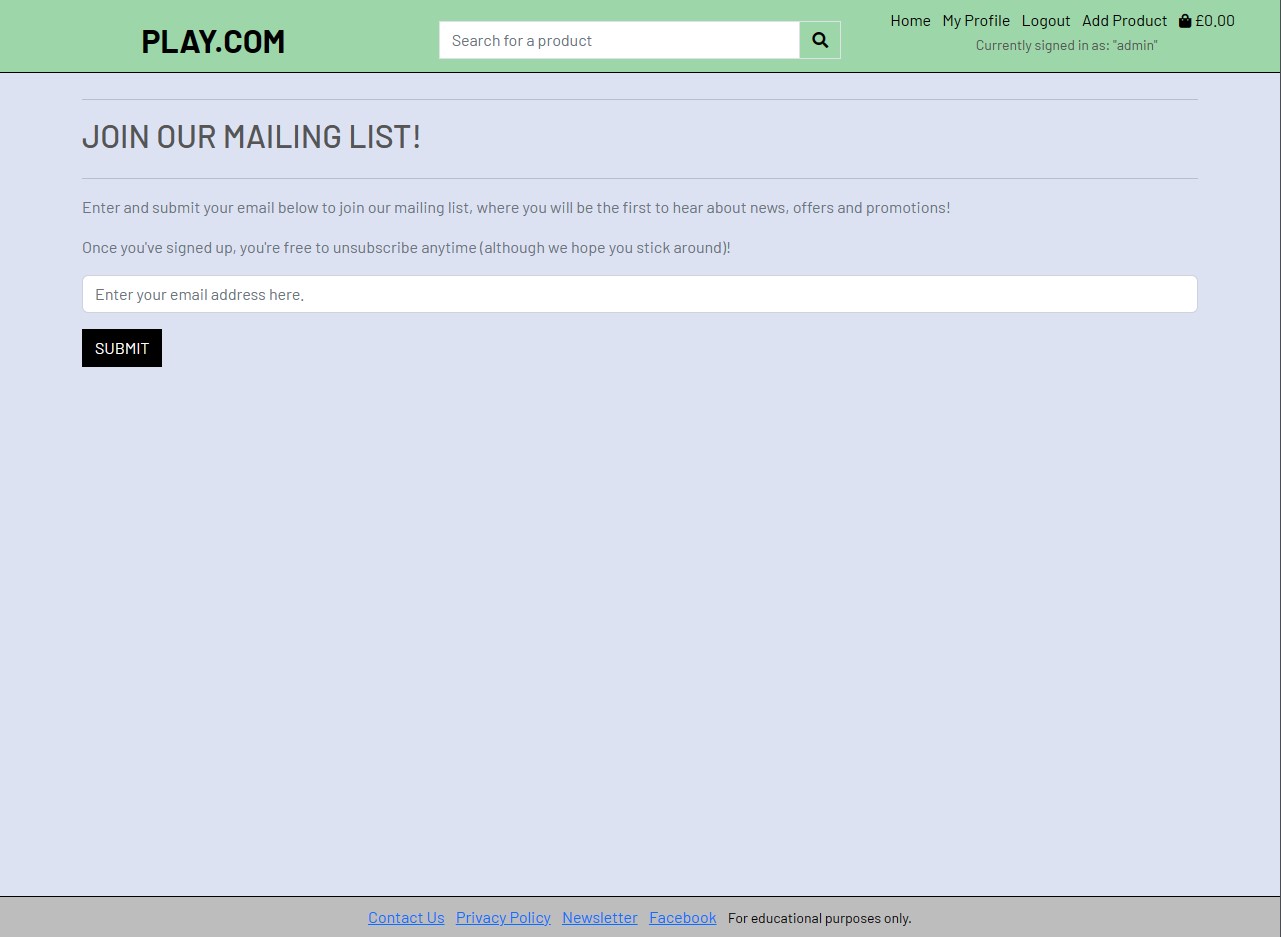 PLAY.COM
Search for a product
Home My Profile Logout Add Product £0.00
Currently signed in as: "admin"
JOIN OUR MAILING LIST!
Enter and submit your email below to join our mailing list, where you will be the first to hear about news, offers and promotions!
Once you've signed up, you're free to unsubscribe anytime (although we hope you stick around)!
Enter your email address here.
SUBMIT
Contact Us Privacy Policy Newsletter Facebook For educational purposes only.